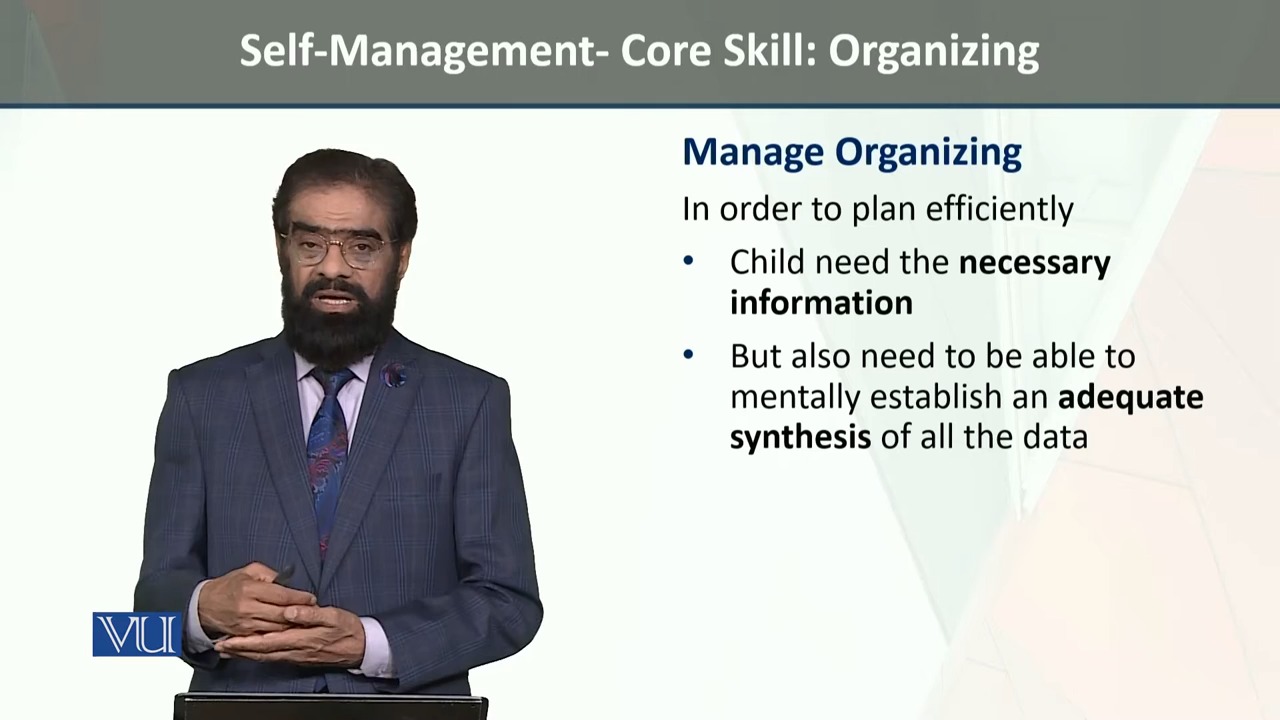 Self-Management- Core Skill: Organizing
Manage Organizing
In order to plan efficiently
• Child need the necessary
information
• But also need to be able to
mentally establish an adequate
synthesis of all the data
VU